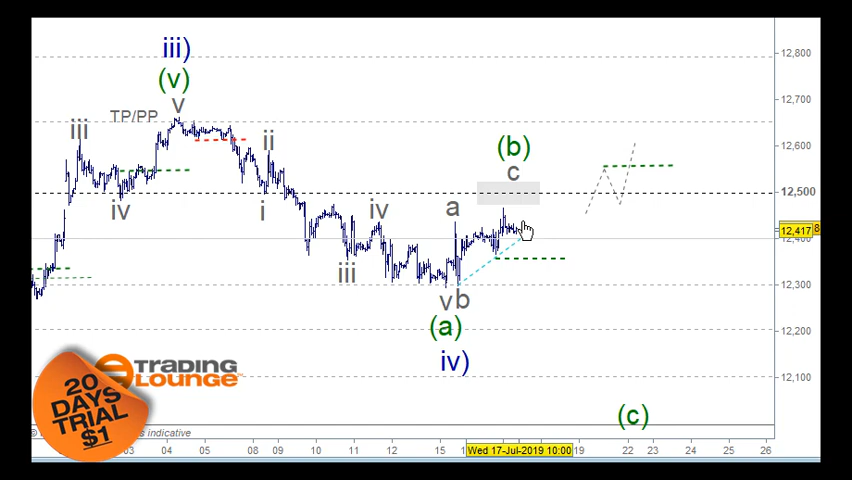 iii)
(v)
v
TP/PP
iii
ii
iv
i
iv
iii
a
(b)
c
v
b
(a)
iv)
(c)
12,800
12,700
12,600
12,500
12,417
12,400
12,300
12,200
12,100
TRADING
LOUNGE
20
DAYS
TRIAL
$1
indicative
03
04
05
08
09
10
11
12
15
Wed 17-Jul-2019 10:00
19
22
23
24
25
26